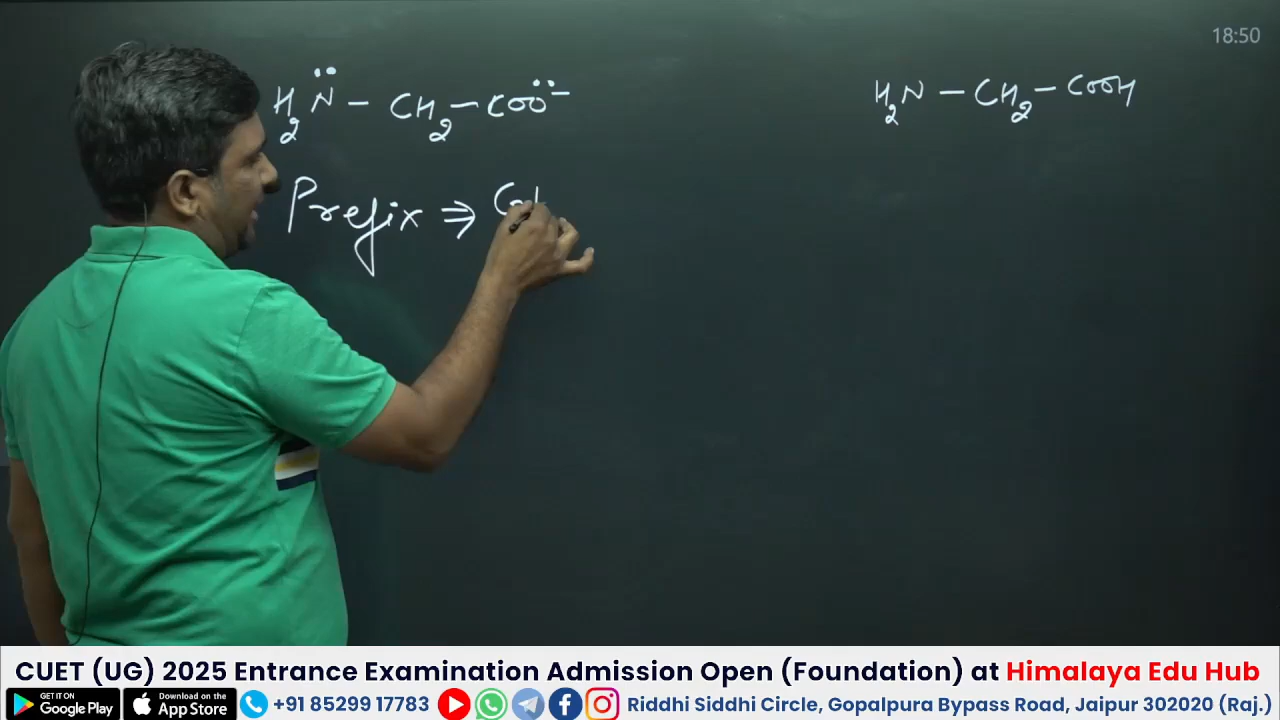 18:50
H₂N̈ – CH₂ – COÖ⁻
H₂N – CH₂ – COOH
Prefix ⇒
CUET (UG) 2025 Entrance Examination Admission Open (Foundation) at Himalaya Edu Hub
GET IT ON Google Play Download on the App Store +91 85299 17783 Riddhi Siddhi Circle, Gopalpura Bypass Road, Jaipur 302020 (Raj.)